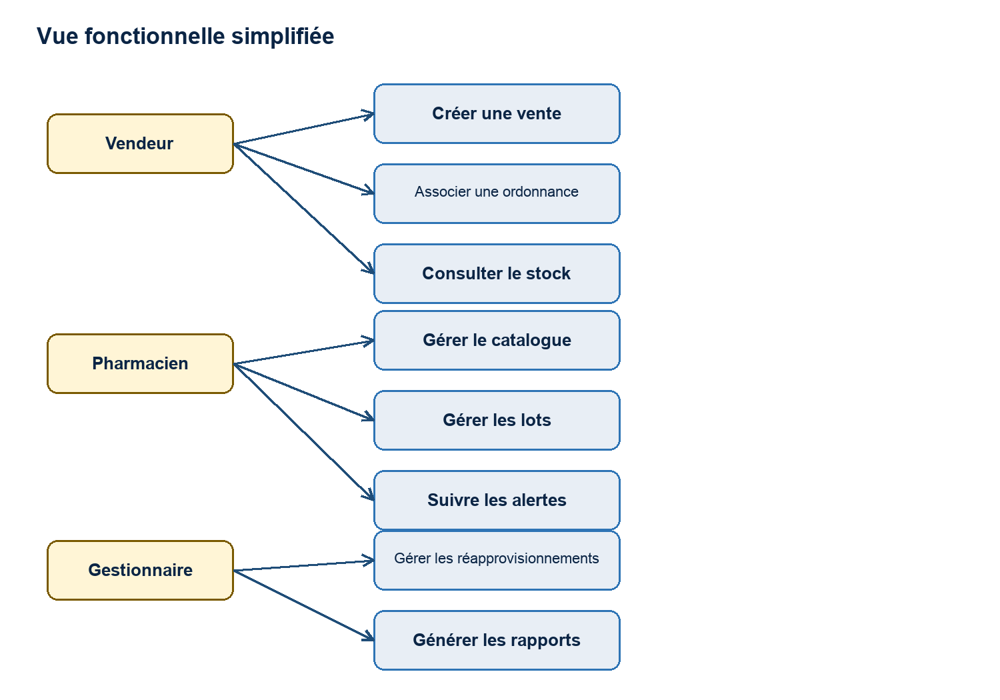 Vue fonctionnelle simplifiée
Vendeur
Créer une vente
Associer une ordonnance
Consulter le stock
Pharmacien
Gérer le catalogue
Gérer les lots
Suivre les alertes
Gestionnaire
Gérer les réapprovisionnements
Générer les rapports